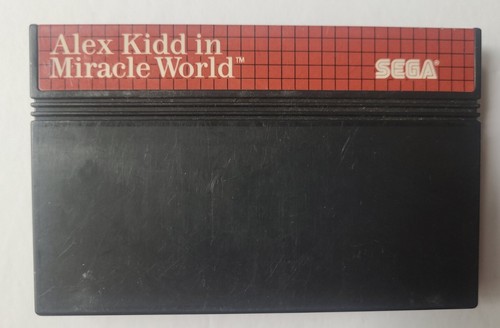 Alex Kidd in
Miracle World™
SEGA®